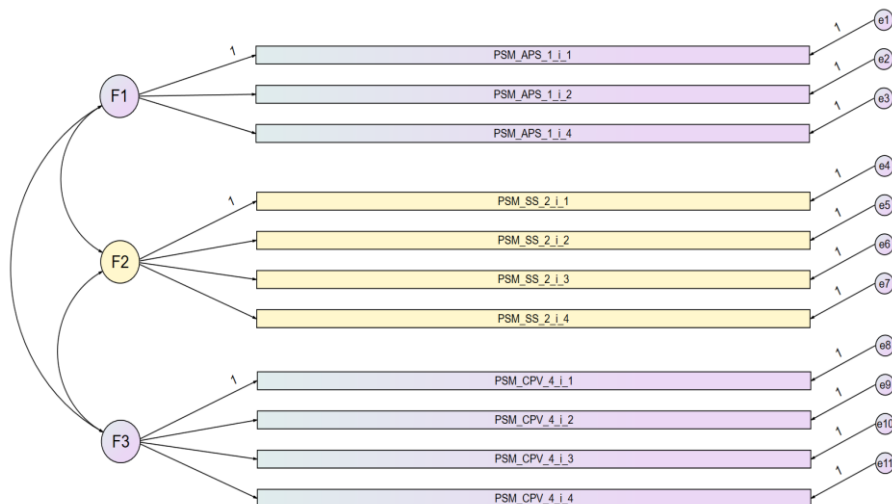 e1
1
1
PSM_APS_1_i_1
e2
1
F1
PSM_APS_1_i_2
e3
1
PSM_APS_1_i_4
e4
1
1
PSM_SS_2_i_1
e5
1
PSM_SS_2_i_2
e6
1
F2
PSM_SS_2_i_3
e7
1
PSM_SS_2_i_4
e8
1
1
PSM_CPV_4_i_1
e9
1
PSM_CPV_4_i_2
e10
1
F3
PSM_CPV_4_i_3
e11
1
PSM_CPV_4_i_4